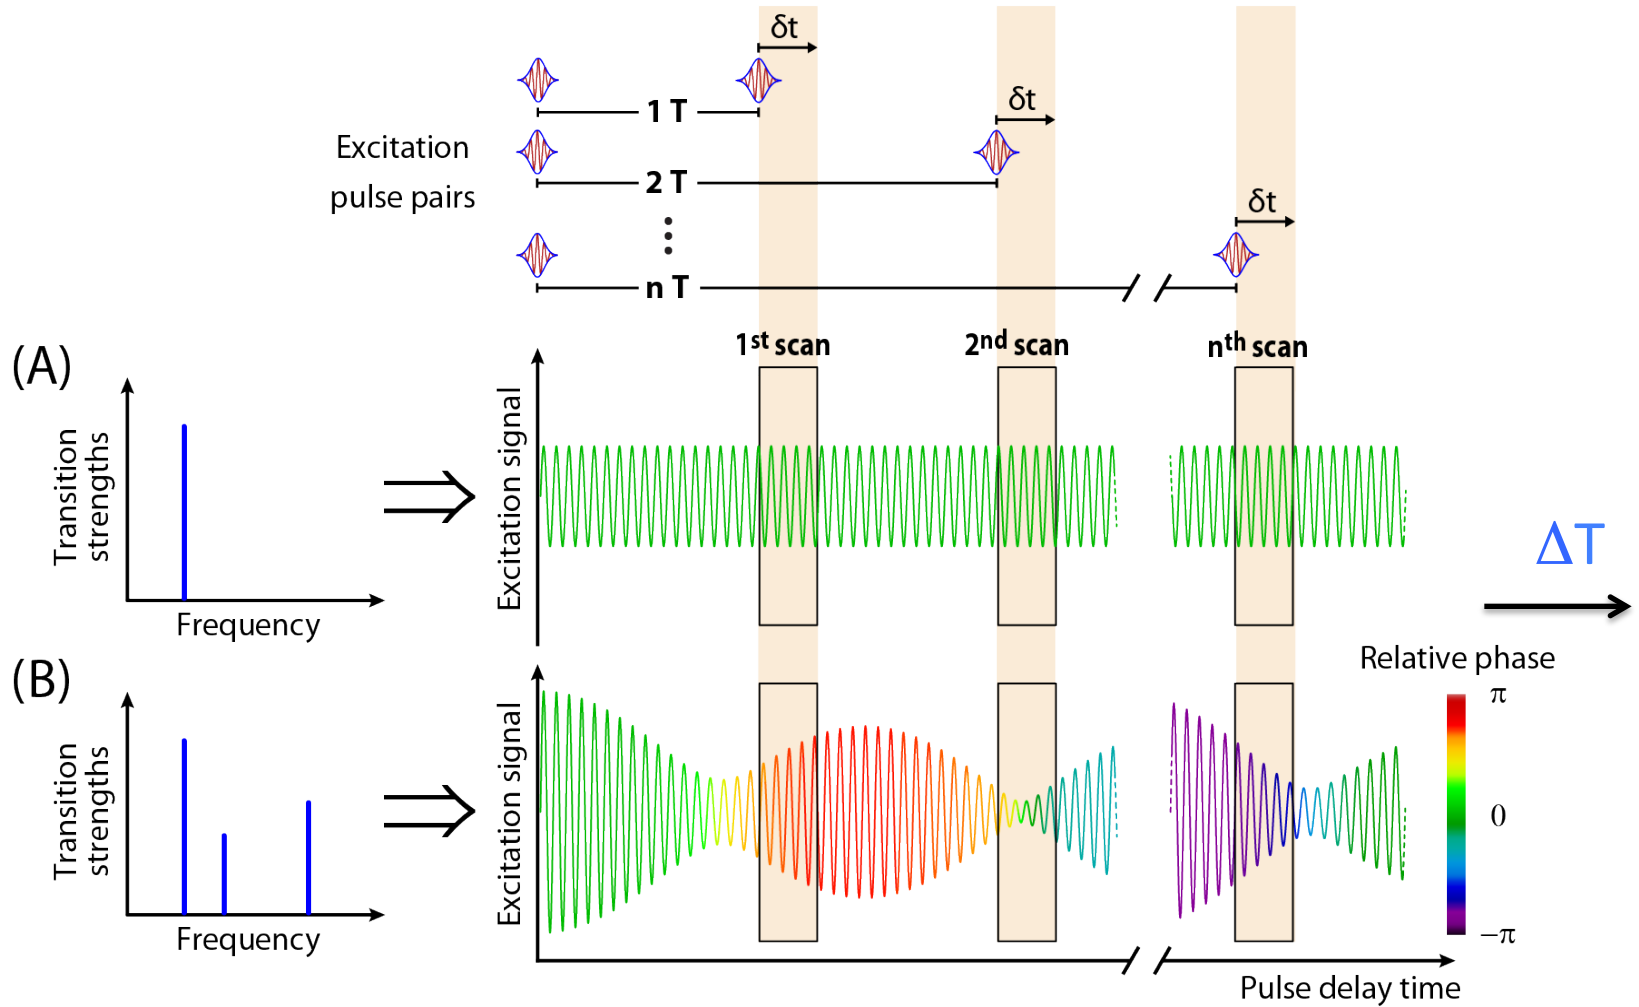 δt
1 T
δt
Excitation
pulse pairs
2 T
δt
n T
1st scan
2nd scan
nth scan
(A)
Transition
strengths
Frequency
Excitation signal
ΔT
(B)
Transition
strengths
Frequency
Excitation signal
Relative phase
π
0
−π
Pulse delay time